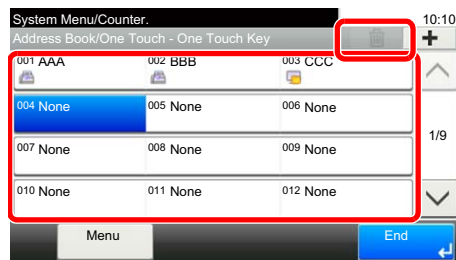 System Menu/Counter. 10:10
Address Book/One Touch - One Touch Key
001 AAA 002 BBB 003 CCC
004 None 005 None 006 None
1/9
007 None 008 None 009 None
010 None 011 None 012 None
Menu End